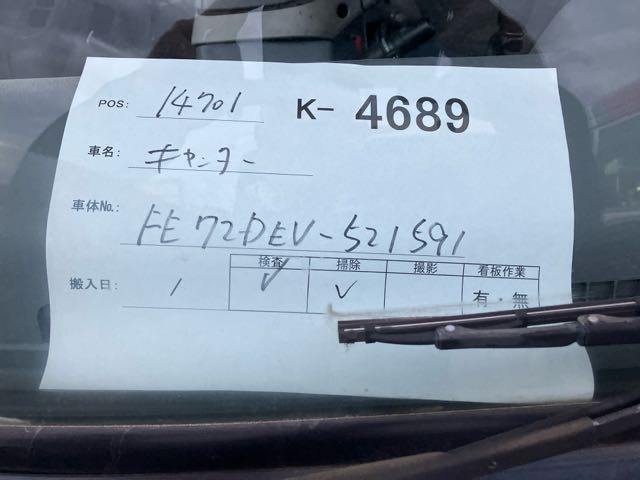 POS: 14701 K- 4689
車名: キャンター
車体No.: FE72DEV-521591
検査 掃除 撮影 看板作業
搬入日: 1 ✓ ✓ 有・無